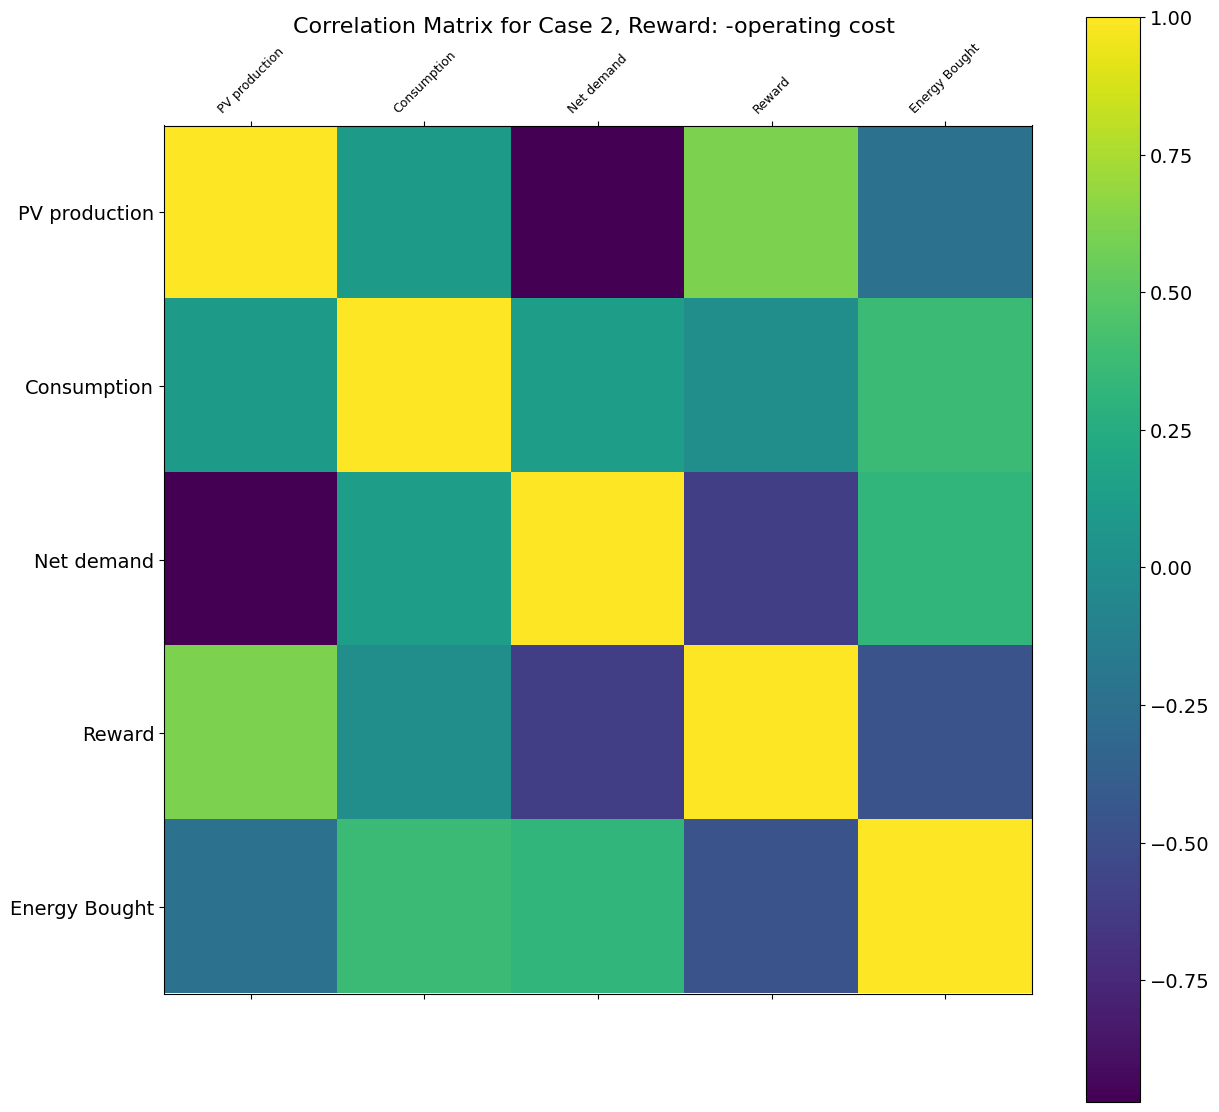 Correlation Matrix for Case 2, Reward: -operating cost
PV production
Consumption
Net demand
Reward
Energy Bought
PV production
Consumption
Net demand
Reward
Energy Bought
1.00
0.75
0.50
0.25
0.00
−0.25
−0.50
−0.75